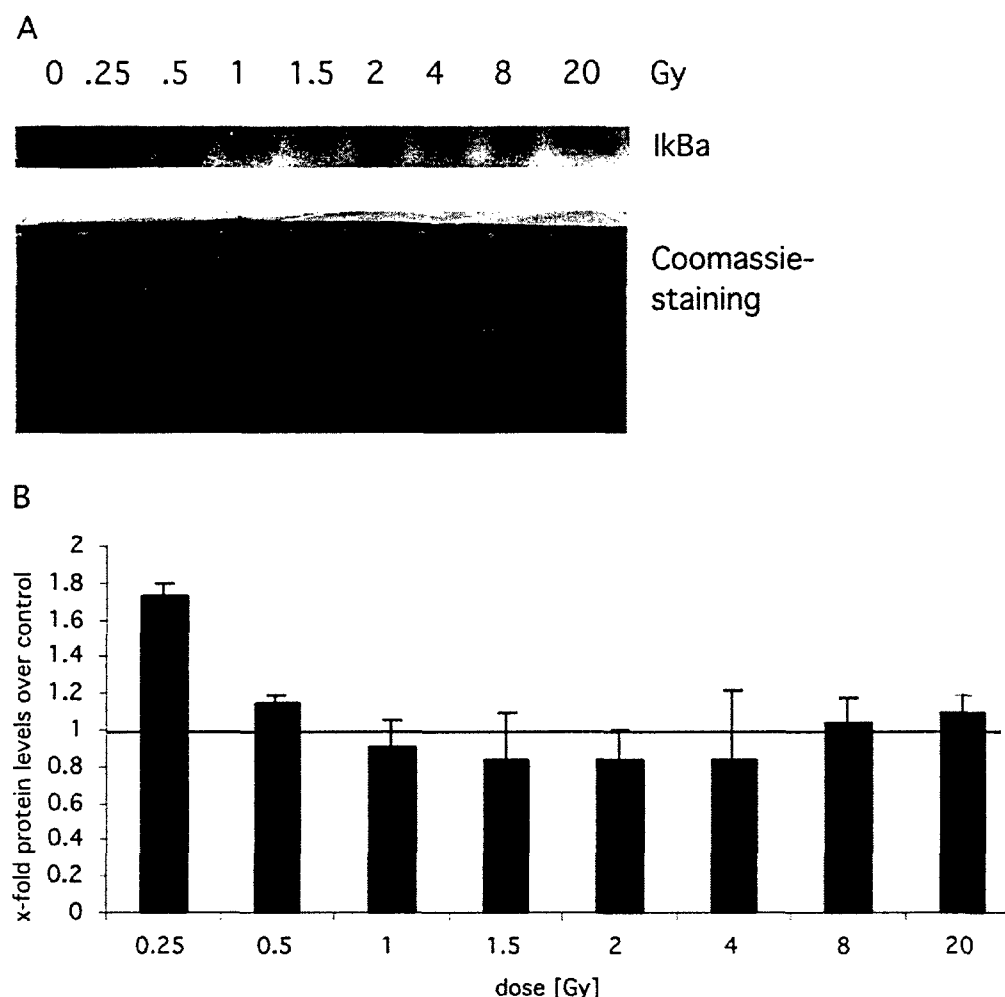 A
0 .25 .5 1 1.5 2 4 8 20 Gy
IkBa
Coomassie-
staining
B
x-fold protein levels over control
2
1.8
1.6
1.4
1.2
1
0.8
0.6
0.4
0.2
0
0.25 0.5 1 1.5 2 4 8 20
dose [Gy]